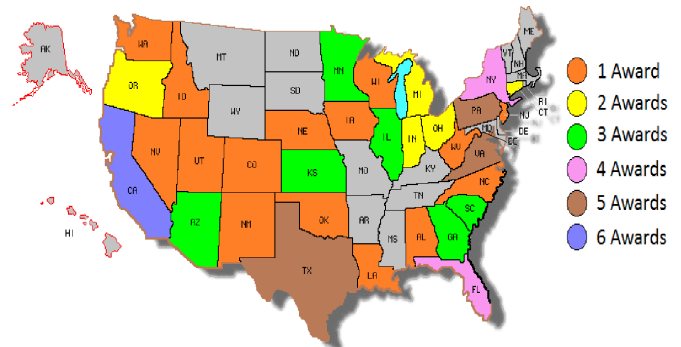 AK
WA
MT
ND
MN
ME
VT
NH
MA
OR
ID
SD
WI
MI
NY
RI
CT
WY
IA
PA
NJ
NE
IL
IN
OH
MD
DE
NV
UT
CO
KS
MO
KY
WV
VA
CA
TN
NC
AZ
NM
OK
AR
SC
MS
AL
GA
HI
TX
LA
FL
1 Award
2 Awards
3 Awards
4 Awards
5 Awards
6 Awards